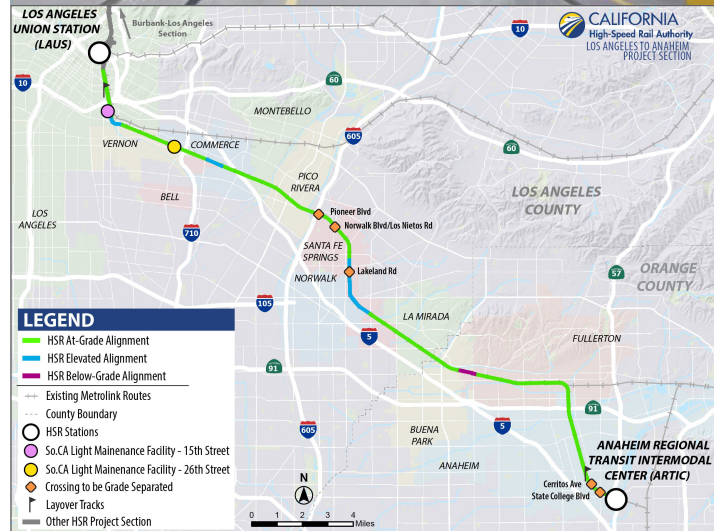 LOS ANGELES
UNION STATION
(LAUS)
Burbank-Los Angeles
Section
CALIFORNIA
High-Speed Rail Authority
LOS ANGELES TO ANAHEIM
PROJECT SECTION
10
10
60
MONTEBELLO
605
VERNON
COMMERCE
60
PICO
RIVERA
BELL
LOS ANGELES
COUNTY
LOS
ANGELES
Pioneer Blvd
Norwalk Blvd/Los Nietos Rd
710
SANTA FE
SPRINGS
Lakeland Rd
NORWALK
57
ORANGE
COUNTY
105
LA MIRADA
5
FULLERTON
LEGEND
HSR At-Grade Alignment
HSR Elevated Alignment
HSR Below-Grade Alignment
Existing Metrolink Routes
County Boundary
HSR Stations
So.CA Light Mainenance Facility - 15th Street
So.CA Light Mainenance Facility - 26th Street
Crossing to be Grade Separated
Layover Tracks
Other HSR Project Section
91
91
605
BUENA
PARK
5
ANAHEIM
ANAHEIM REGIONAL
TRANSIT INTERMODAL
CENTER (ARTIC)
Cerritos Ave
State College Blvd
N
0 1 2 3 4
Miles